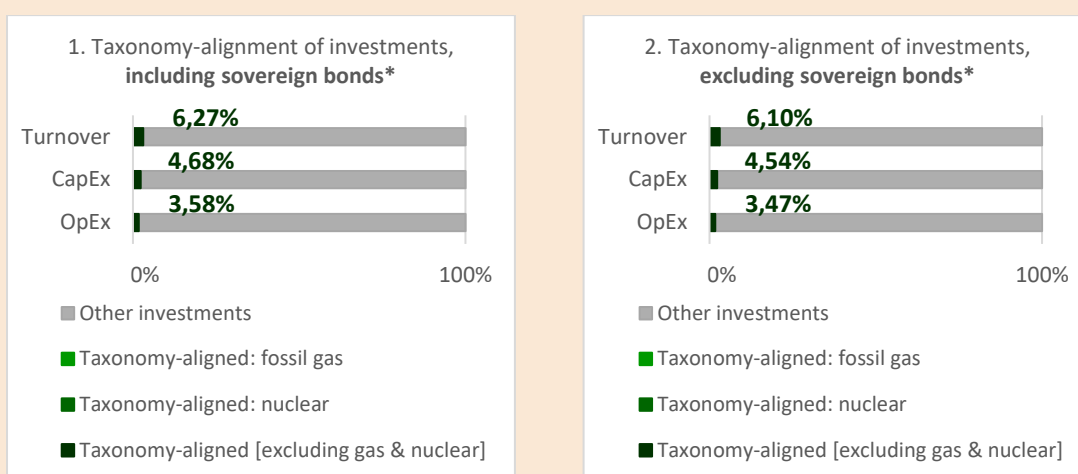 1. Taxonomy-alignment of investments,
including sovereign bonds*
Turnover
6,27%
CapEx
4,68%
OpEx
3,58%
0%
100%
Other investments
Taxonomy-aligned: fossil gas
Taxonomy-aligned: nuclear
Taxonomy-aligned [excluding gas & nuclear]
2. Taxonomy-alignment of investments,
excluding sovereign bonds*
Turnover
6,10%
CapEx
4,54%
OpEx
3,47%
0%
100%
Other investments
Taxonomy-aligned: fossil gas
Taxonomy-aligned: nuclear
Taxonomy-aligned [excluding gas & nuclear]